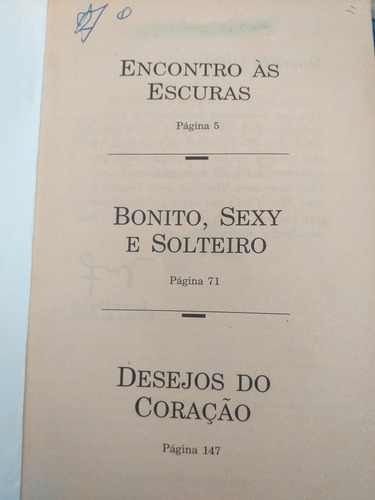 ENCONTRO ÀS
ESCURAS
Página 5
BONITO, SEXY
E SOLTEIRO
Página 71
DESEJOS DO
CORAÇÃO
Página 147